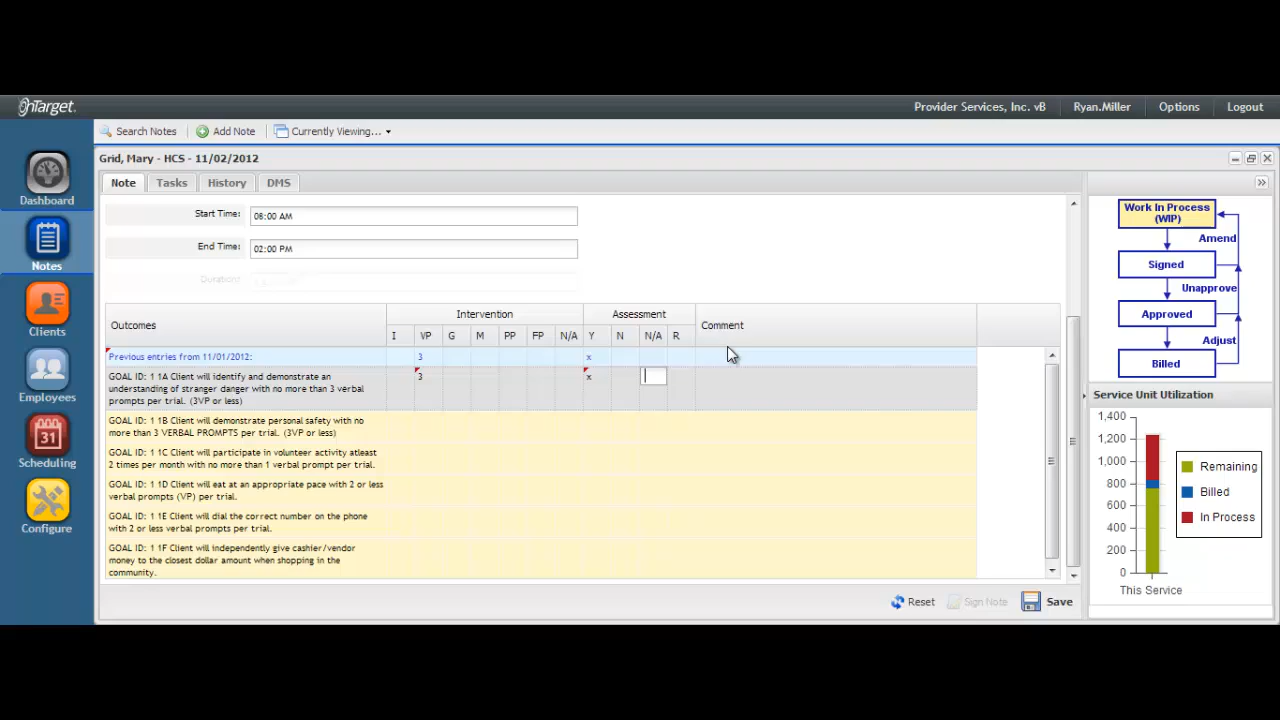 OnTarget.
Provider Services, Inc. vB
Ryan.Miller
Options
Logout
Search Notes
Add Note
Currently Viewing...
Dashboard
Notes
Clients
Employees
31
Scheduling
Configure
Grid, Mary - HCS - 11/02/2012
Note
Tasks
History
DMS
Start Time:
08:00 AM
End Time:
02:00 PM
Duration:
Outcomes
Intervention
Assessment
Comment
I VP G M PP FP N/A Y N N/A R
Previous entries from 11/01/2012:
3
x
GOAL ID: 1 1A Client will identify and demonstrate an
understanding of stranger danger with no more than 3 verbal
prompts per trial. (3VP or less)
3
x
GOAL ID: 1 1B Client will demonstrate personal safety with no
more than 3 VERBAL PROMPTS per trial. (3VP or less)
GOAL ID: 1 1C Client will participate in volunteer activity atleast
2 times per month with no more than 1 verbal prompt per trial.
GOAL ID: 1 1D Client will eat at an appropriate pace with 2 or less
verbal prompts (VP) per trial.
GOAL ID: 1 1E Client will dial the correct number on the phone
with 2 or less verbal prompts per trial.
GOAL ID: 1 1F Client will independently give cashier/vendor
money to the closest dollar amount when shopping in the
community.
Reset
Sign Note
Save
Work In Process
(WIP)
Amend
Signed
Unapprove
Approved
Adjust
Billed
Service Unit Utilization
1,400
1,200
1,000
800
600
400
200
0
This Service
Remaining
Billed
In Process